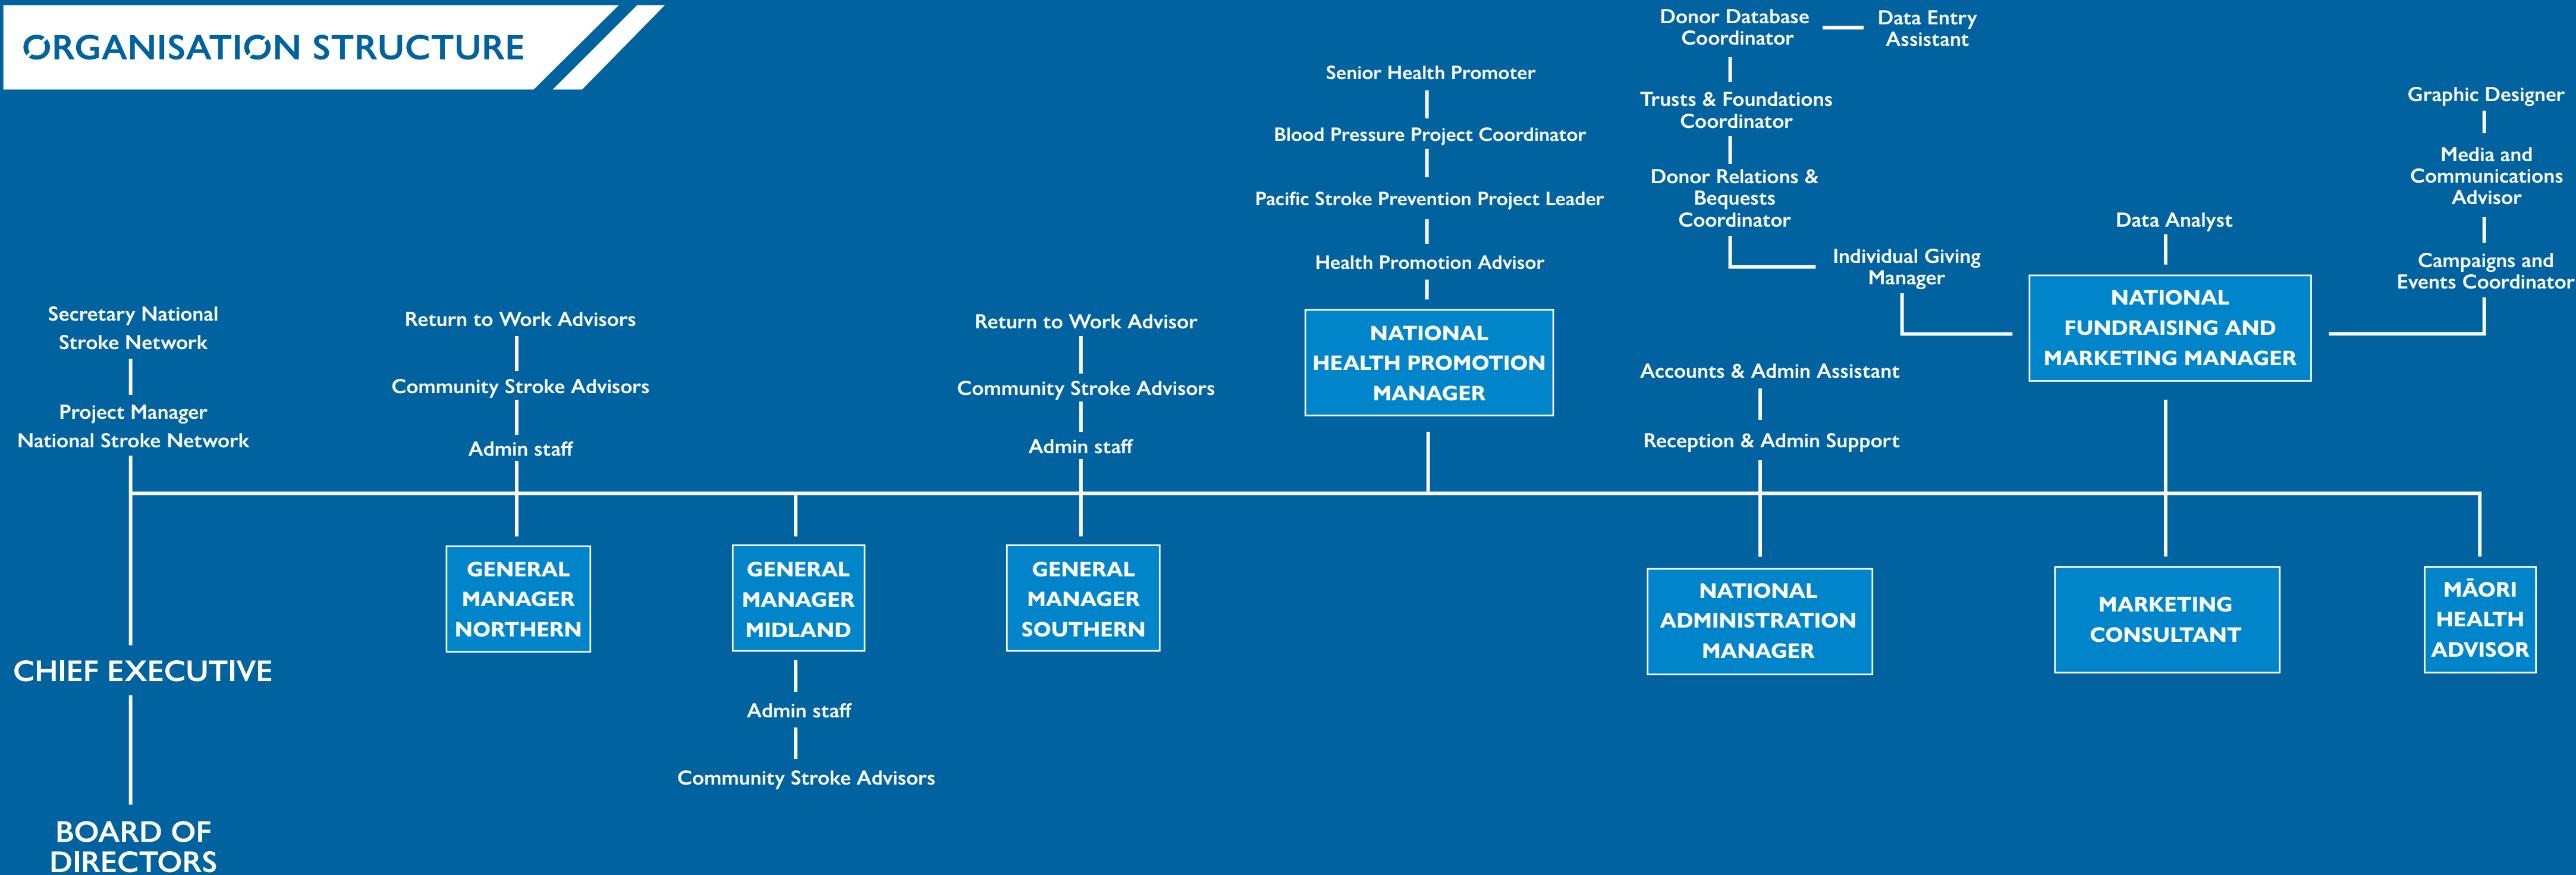 ORGANISATION STRUCTURE
Donor Database
Coordinator
Data Entry
Assistant
Senior Health Promoter
Trusts & Foundations
Coordinator
Graphic Designer
Blood Pressure Project Coordinator
Media and
Communications
Advisor
Donor Relations &
Bequests
Coordinator
Pacific Stroke Prevention Project Leader
Data Analyst
Health Promotion Advisor
Individual Giving
Manager
Campaigns and
Events Coordinator
NATIONAL
FUNDRAISING AND
MARKETING MANAGER
Secretary National
Stroke Network
Return to Work Advisors
Return to Work Advisor
NATIONAL
HEALTH PROMOTION
MANAGER
Accounts & Admin Assistant
Community Stroke Advisors
Community Stroke Advisors
Project Manager
National Stroke Network
Admin staff
Admin staff
Reception & Admin Support
GENERAL
MANAGER
NORTHERN
GENERAL
MANAGER
MIDLAND
GENERAL
MANAGER
SOUTHERN
NATIONAL
ADMINISTRATION
MANAGER
MARKETING
CONSULTANT
MĀORI
HEALTH
ADVISOR
CHIEF EXECUTIVE
Admin staff
Community Stroke Advisors
BOARD OF
DIRECTORS